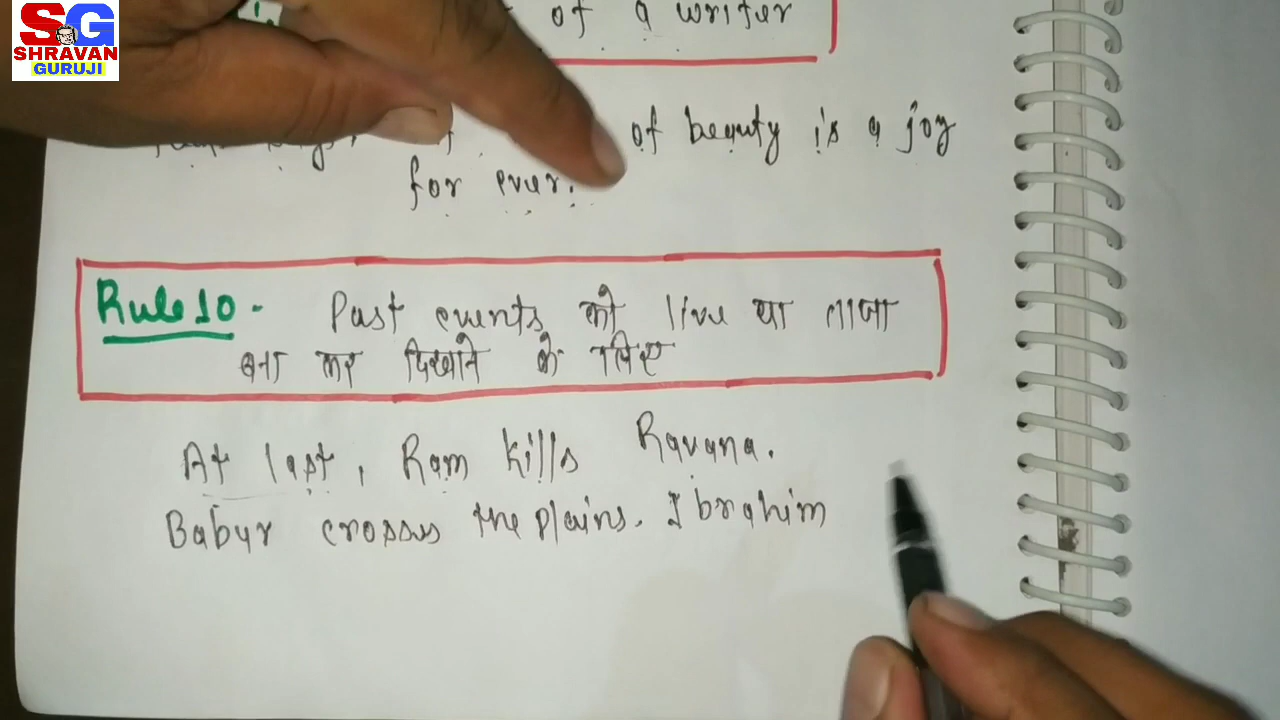 SG
SHRAVAN
GURUJI
of a writer
of beauty is a joy
for ever.
Rule 10 - Past events को live या ताजा
बना कर दिखाने के लिए
At last, Ram kills Ravana.
Babur crosses the plains. Ibrahim